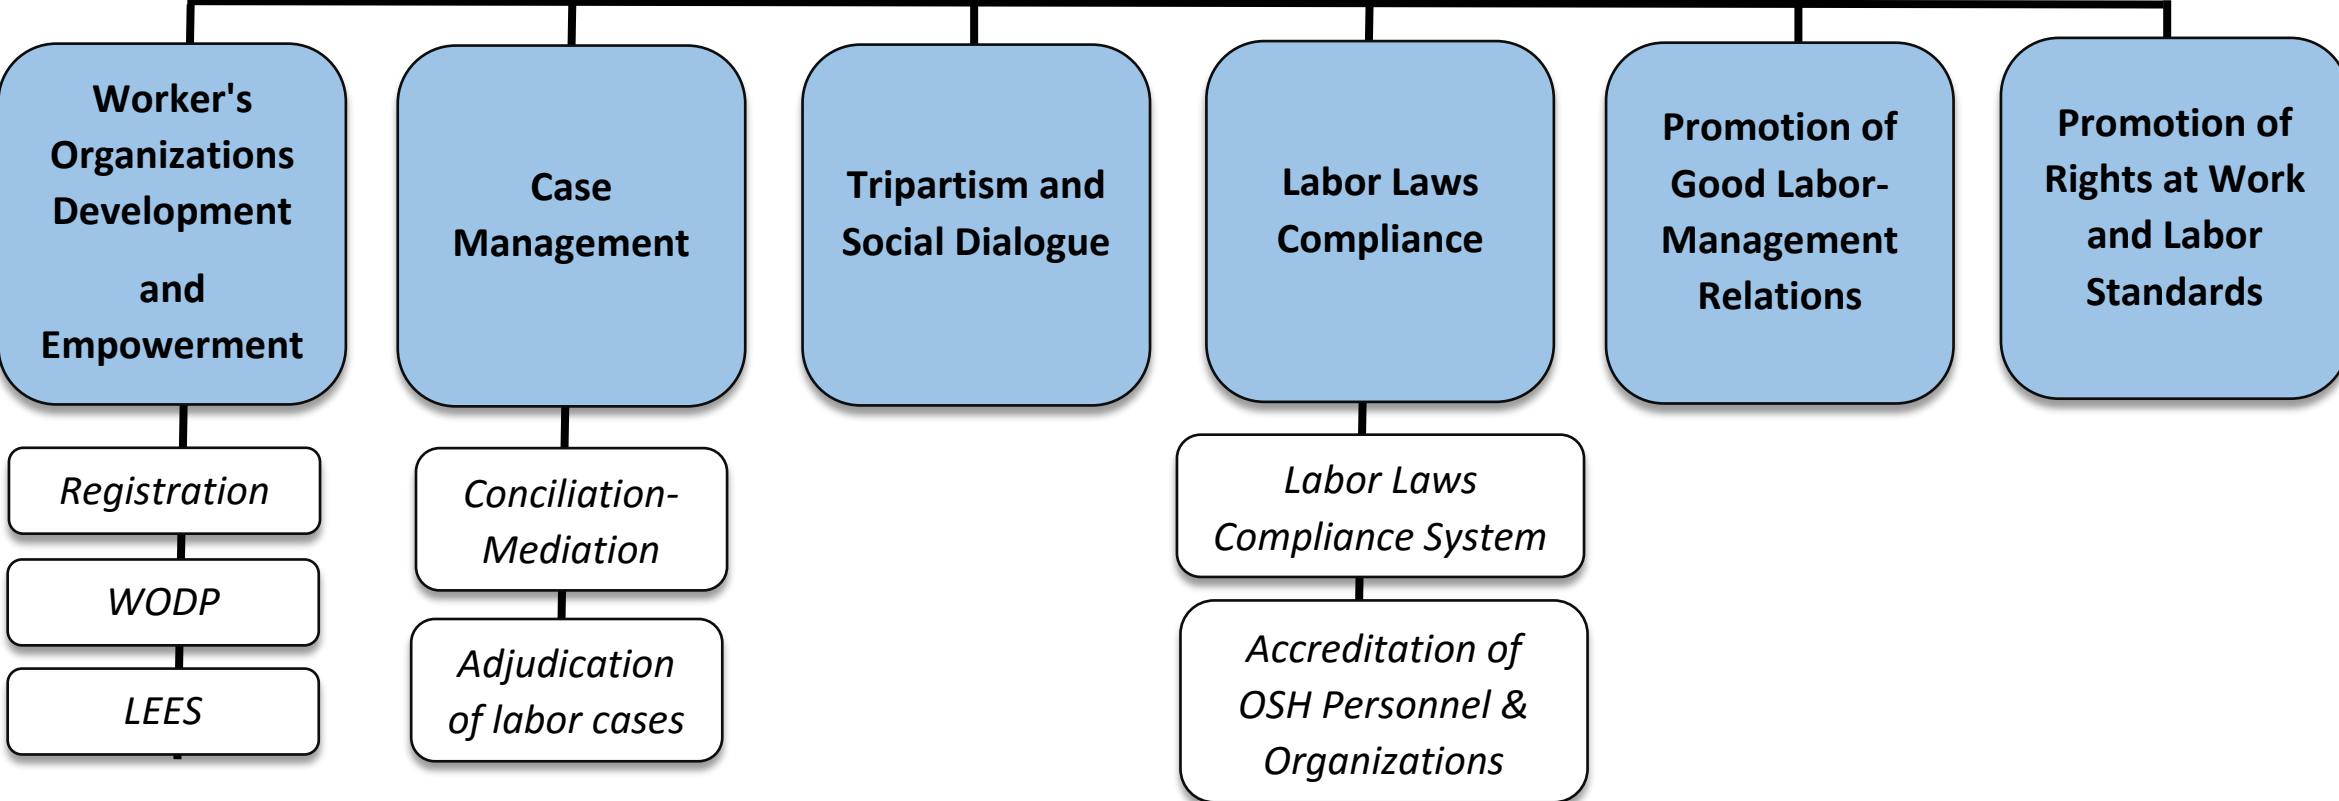 Worker's
Organizations
Development
and
Empowerment
Case
Management
Tripartism and
Social Dialogue
Labor Laws
Compliance
Promotion of
Good Labor-
Management
Relations
Promotion of
Rights at Work
and Labor
Standards
Registration
WODP
LEES
Conciliation-
Mediation
Adjudication
of labor cases
Labor Laws
Compliance System
Accreditation of
OSH Personnel &
Organizations